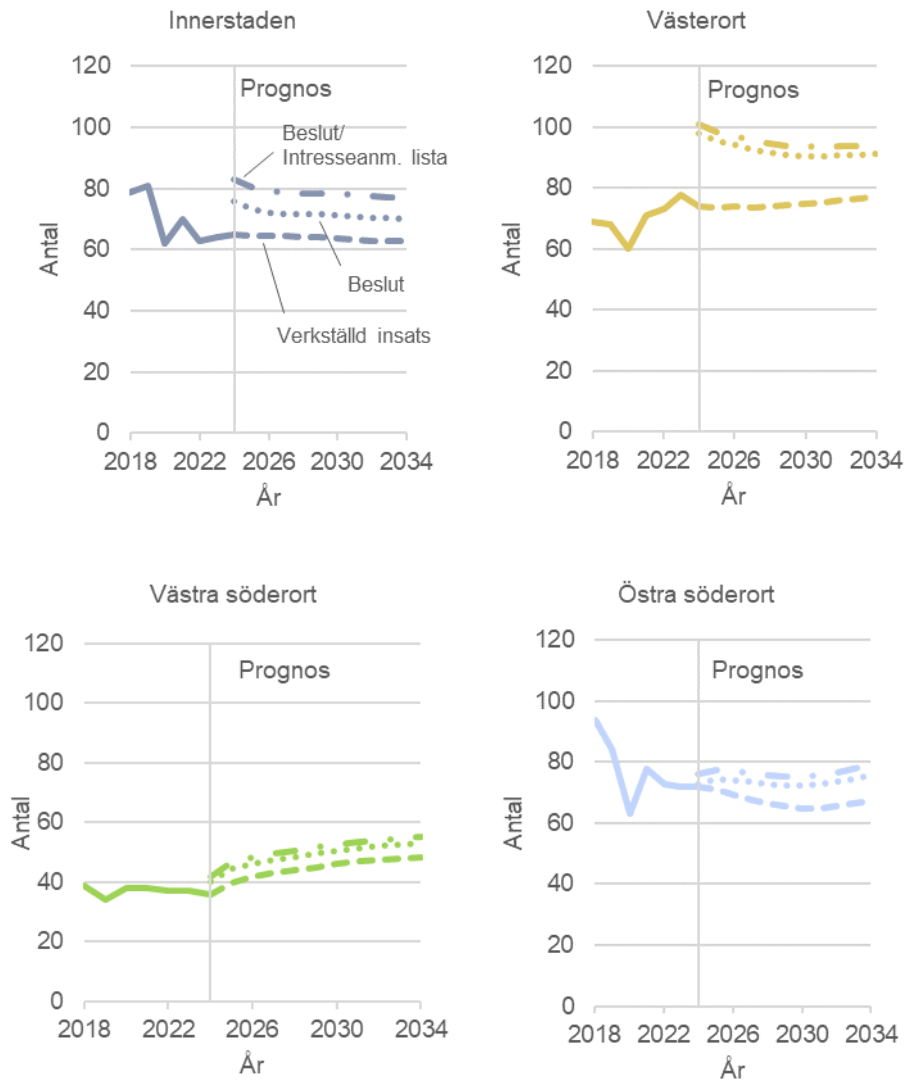 Innerstaden
120
100
80
60
40
20
0
Antal
Prognos
Beslut/
Intresseanm. lista
Beslut
Verkställd insats
2018 2022 2026 2030 2034
År
Västerort
120
100
80
60
40
20
0
Antal
Prognos
2018 2022 2026 2030 2034
År
Västra söderort
120
100
80
60
40
20
0
Antal
Prognos
2018 2022 2026 2030 2034
År
Östra söderort
120
100
80
60
40
20
0
Antal
Prognos
2018 2022 2026 2030 2034
År